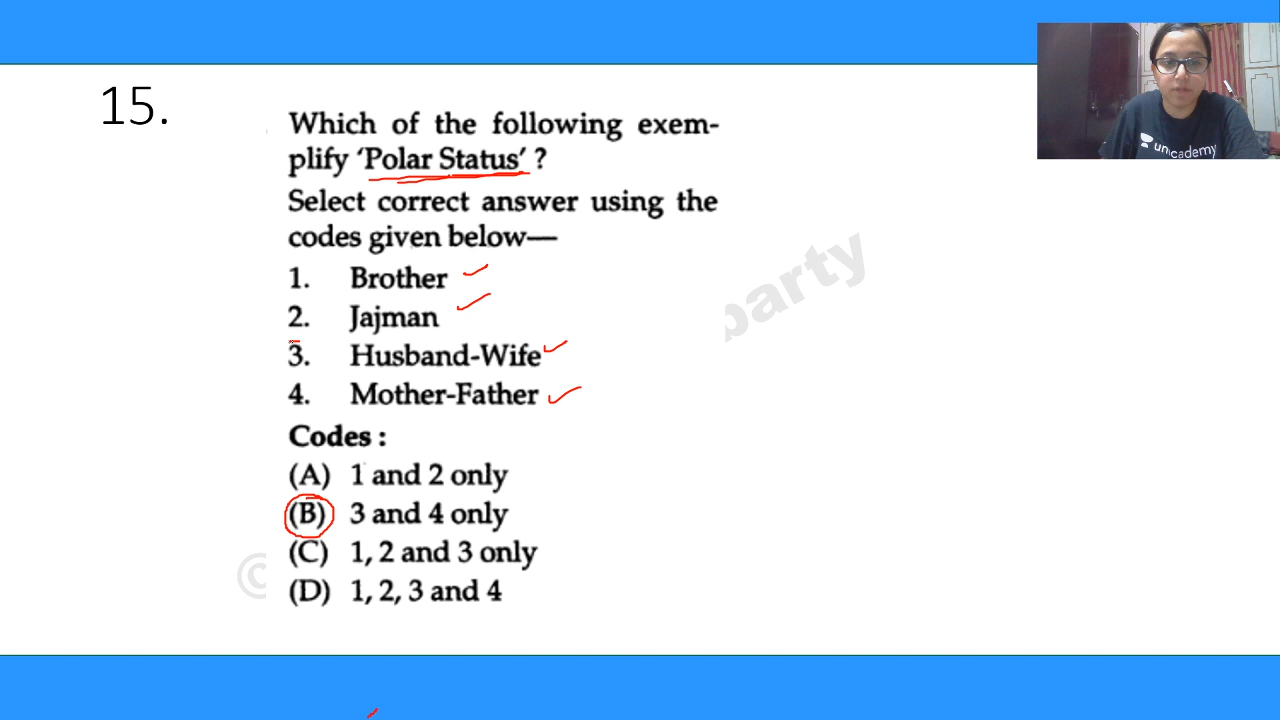 15.
Which of the following exem-
plify ‘Polar Status’ ?
Select correct answer using the
codes given below—
1. Brother
2. Jajman
3. Husband-Wife
4. Mother-Father
Codes :
(A) 1 and 2 only
(B) 3 and 4 only
(C) 1, 2 and 3 only
(D) 1, 2, 3 and 4
party
©
unacademy